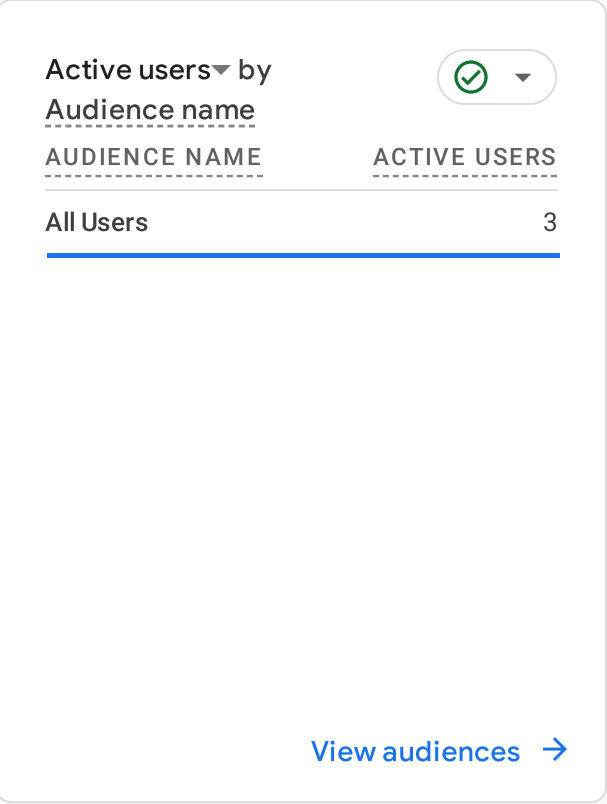 Active users by
Audience name
AUDIENCE NAME ACTIVE USERS
All Users 3
View audiences